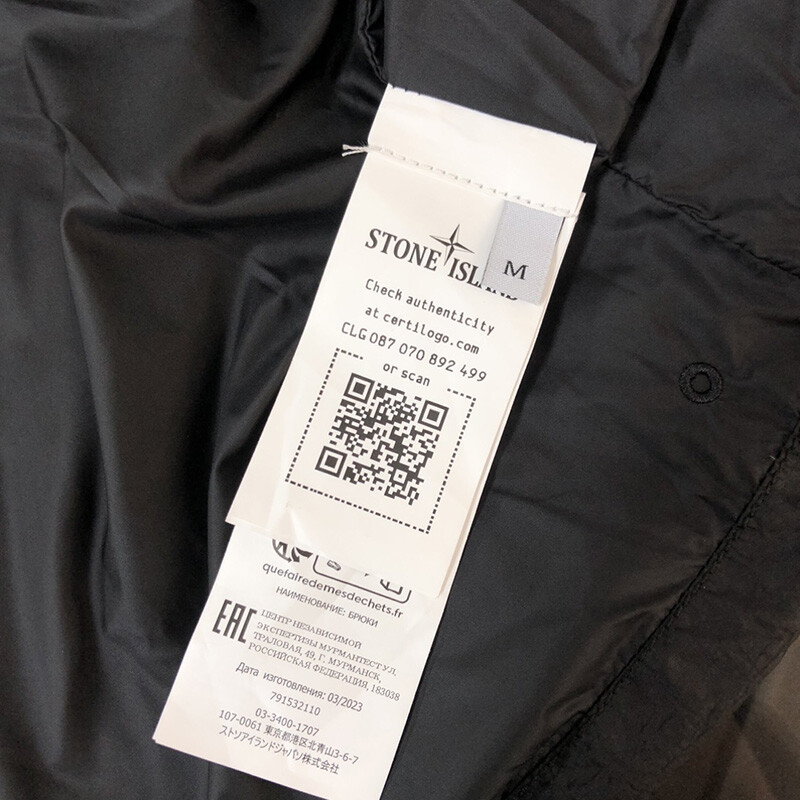 STONE ISLAND
M
Check authenticity
at certilogo.com
CLG 087 070 892 499
or scan
quefairedemesdechets.fr
НАИМЕНОВАНИЕ: БРЮКИ
EAC
ЦЕНТР НЕЗАВИСИМОЙ
ЭКСПЕРТИЗЫ МУРМАНТЕСТ УЛ.
ТРАЛОВАЯ, 49, Г. МУРМАНСК,
РОССИЙСКАЯ ФЕДЕРАЦИЯ, 183038
Дата изготовления: 03/2023
791532110
03-3400-1707
107-0061 東京都港区北青山3-6-7
ストンアイランドジャパン株式会社